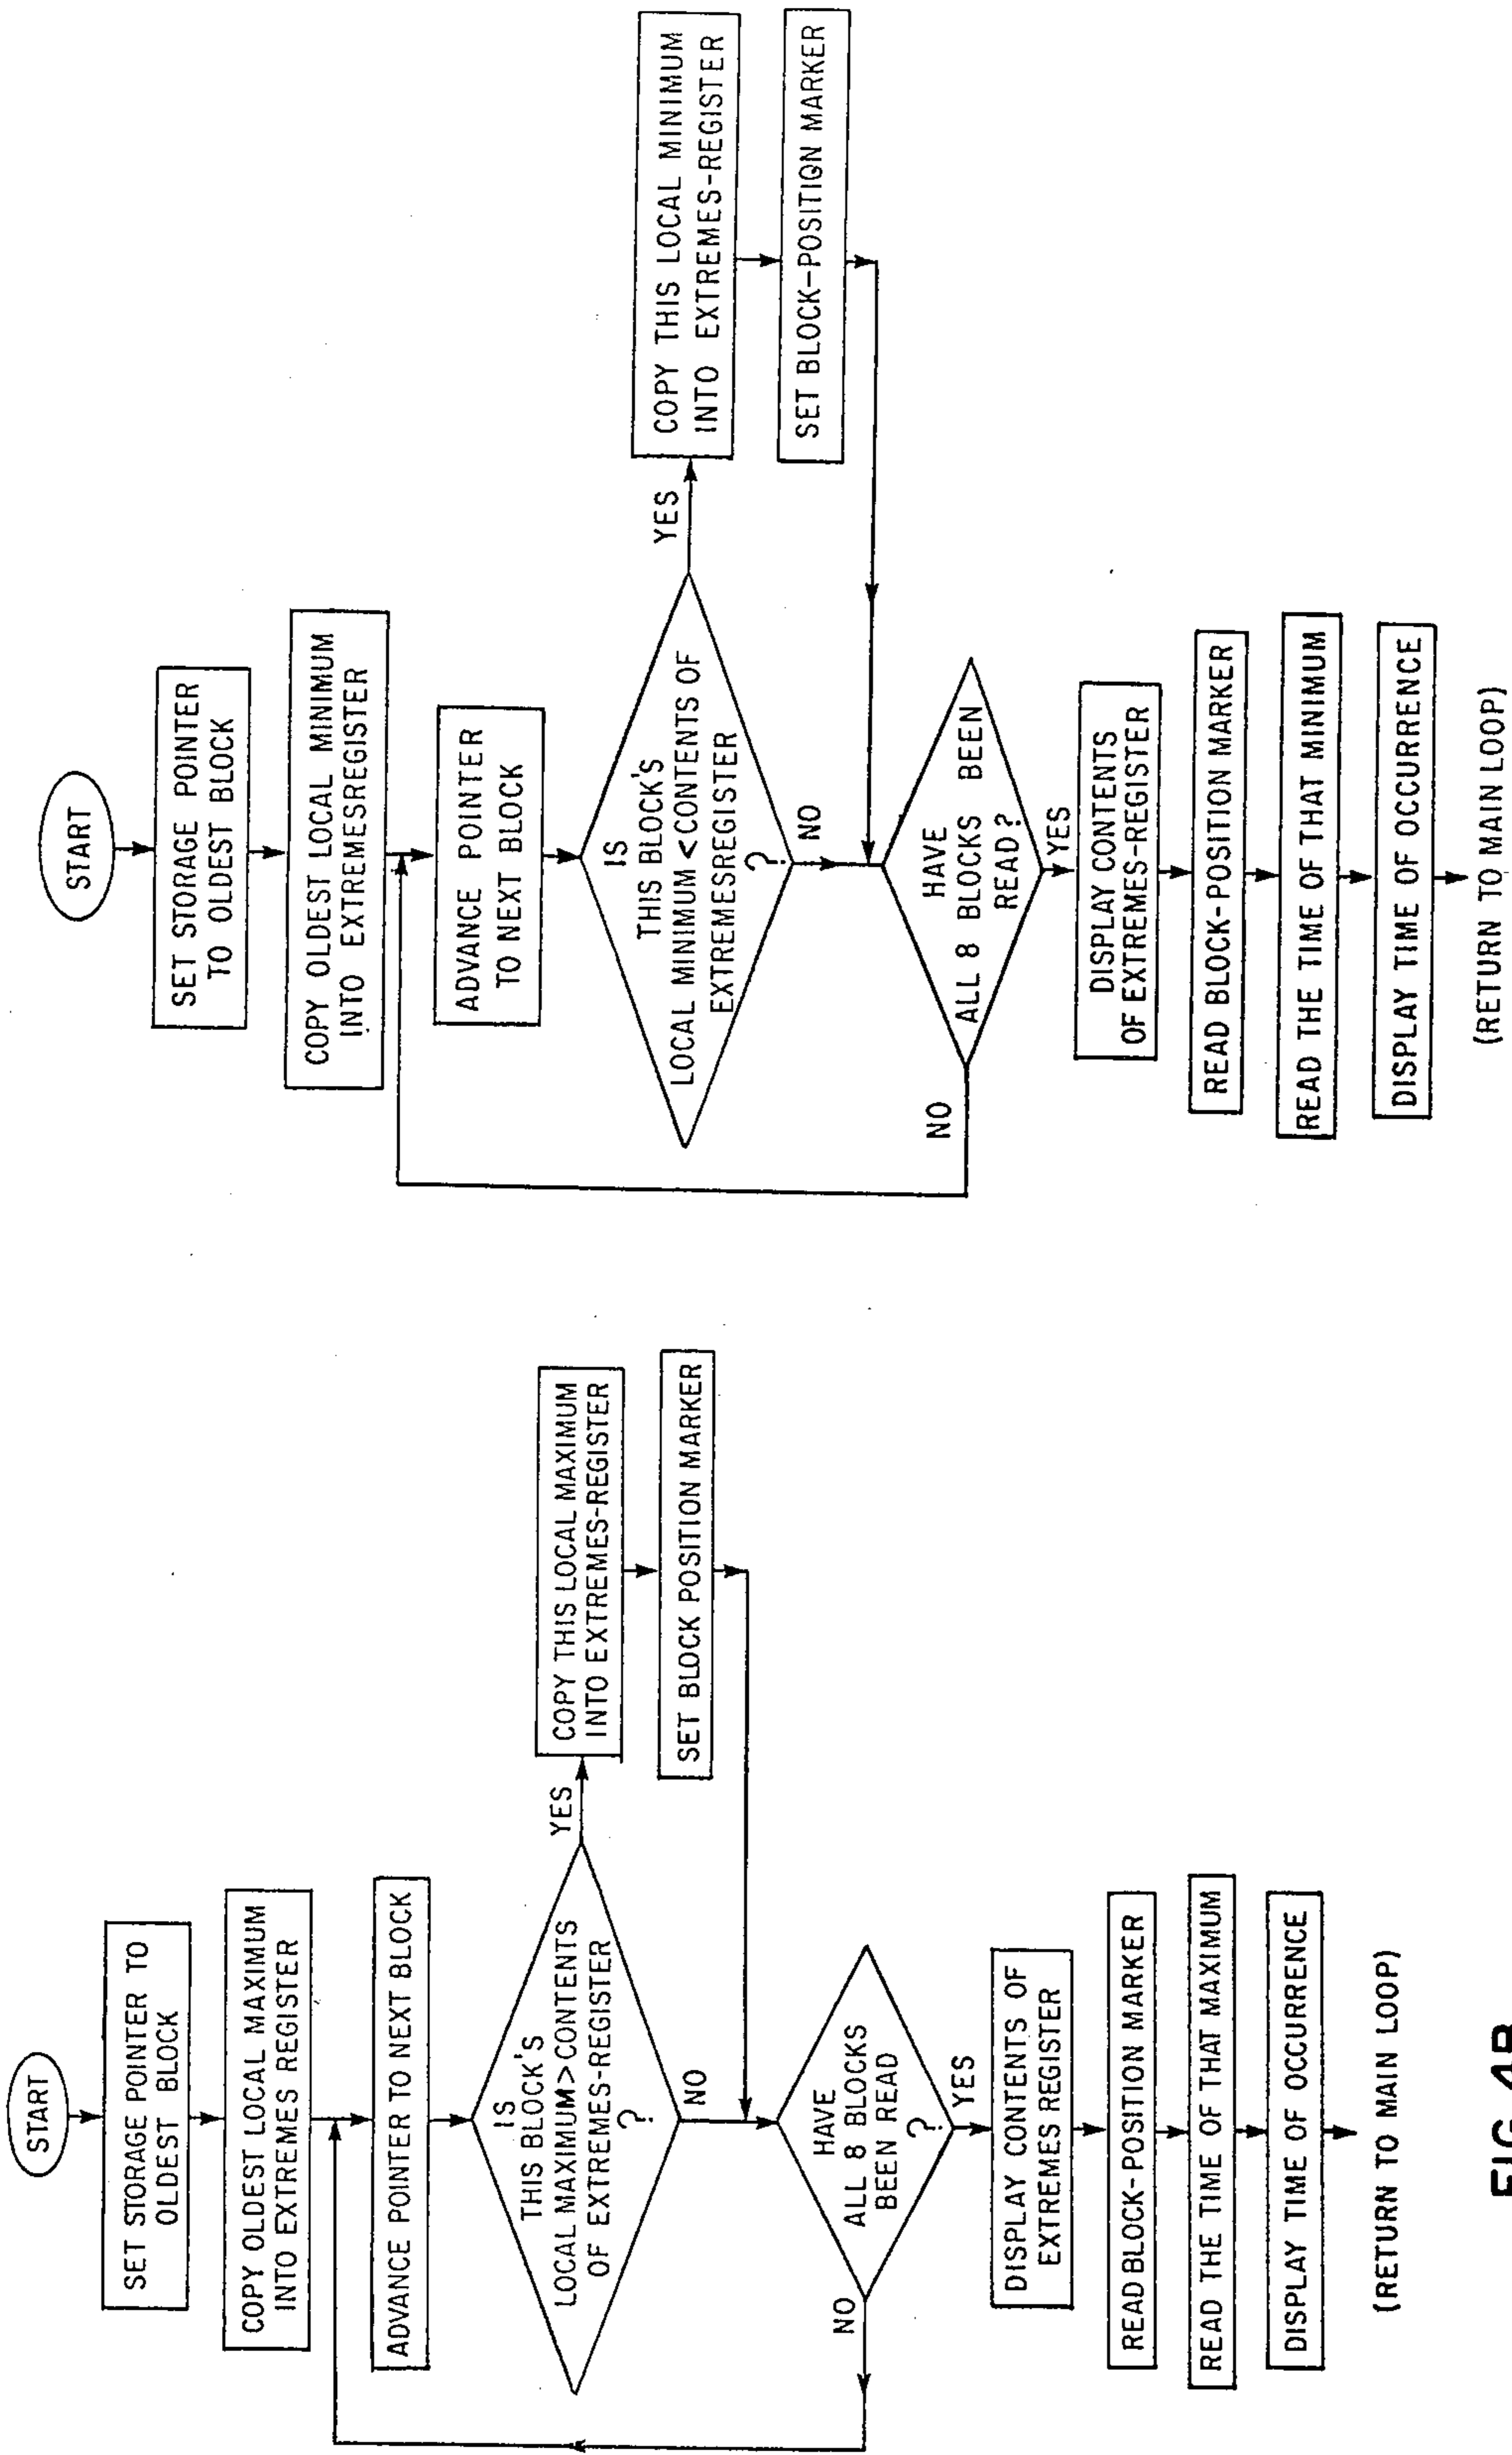 START
SET STORAGE POINTER TO
OLDEST BLOCK
COPY OLDEST LOCAL MAXIMUM
INTO EXTREMES REGISTER
ADVANCE POINTER TO NEXT BLOCK
IS
THIS BLOCK'S
LOCAL MAXIMUM > CONTENTS
OF EXTREMES-REGISTER
?
YES
COPY THIS LOCAL MAXIMUM
INTO EXTREMES-REGISTER
SET BLOCK POSITION MARKER
NO
HAVE
ALL 8 BLOCKS
BEEN READ
?
NO
YES
DISPLAY CONTENTS OF
EXTREMES REGISTER
READ BLOCK-POSITION MARKER
READ THE TIME OF THAT MAXIMUM
DISPLAY TIME OF OCCURRENCE
(RETURN TO MAIN LOOP)
START
SET STORAGE POINTER
TO OLDEST BLOCK
COPY OLDEST LOCAL MINIMUM
INTO EXTREMESREGISTER
ADVANCE POINTER
TO NEXT BLOCK
IS
THIS BLOCK'S
LOCAL MINIMUM < CONTENTS OF
EXTREMESREGISTER
?
YES
COPY THIS LOCAL MINIMUM
INTO EXTREMES-REGISTER
SET BLOCK-POSITION MARKER
NO
HAVE
ALL 8 BLOCKS BEEN
READ?
NO
YES
DISPLAY CONTENTS
OF EXTREMES-REGISTER
READ BLOCK-POSITION MARKER
READ THE TIME OF THAT MINIMUM
DISPLAY TIME OF OCCURRENCE
(RETURN TO MAIN LOOP)
FIG. 4B